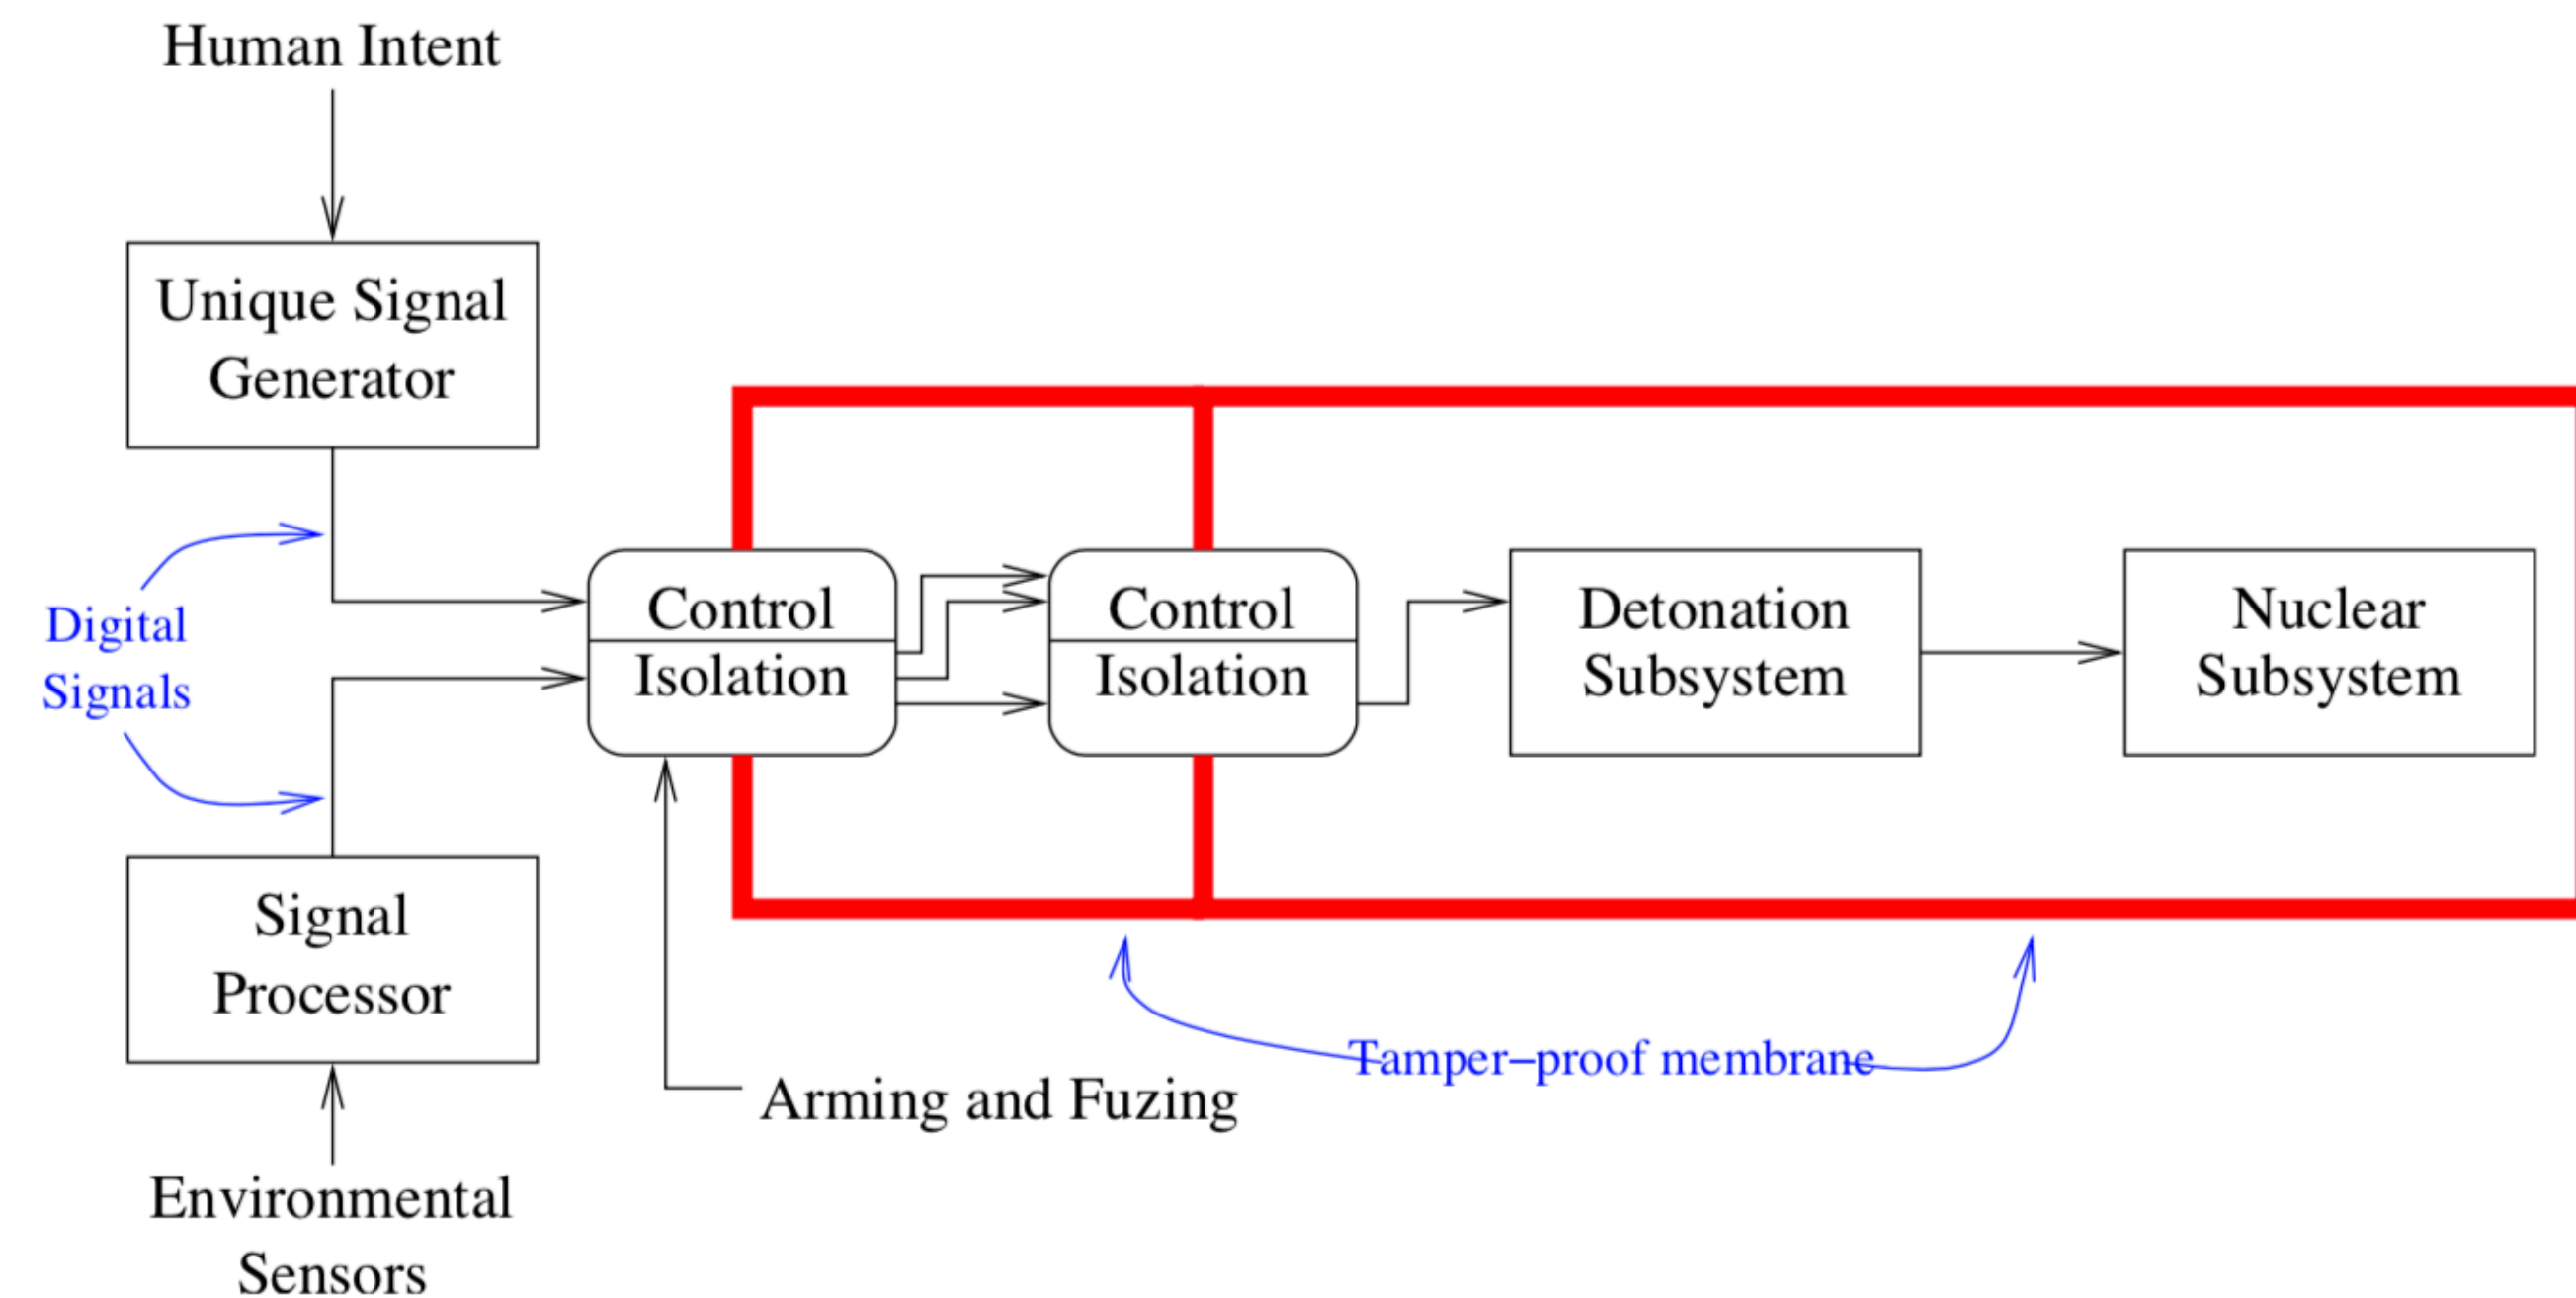 Human Intent
Unique Signal
Generator
Digital
Signals
Control
Isolation
Control
Isolation
Detonation
Subsystem
Nuclear
Subsystem
Signal
Processor
Tamper–proof membrane
Arming and Fuzing
Environmental
Sensors